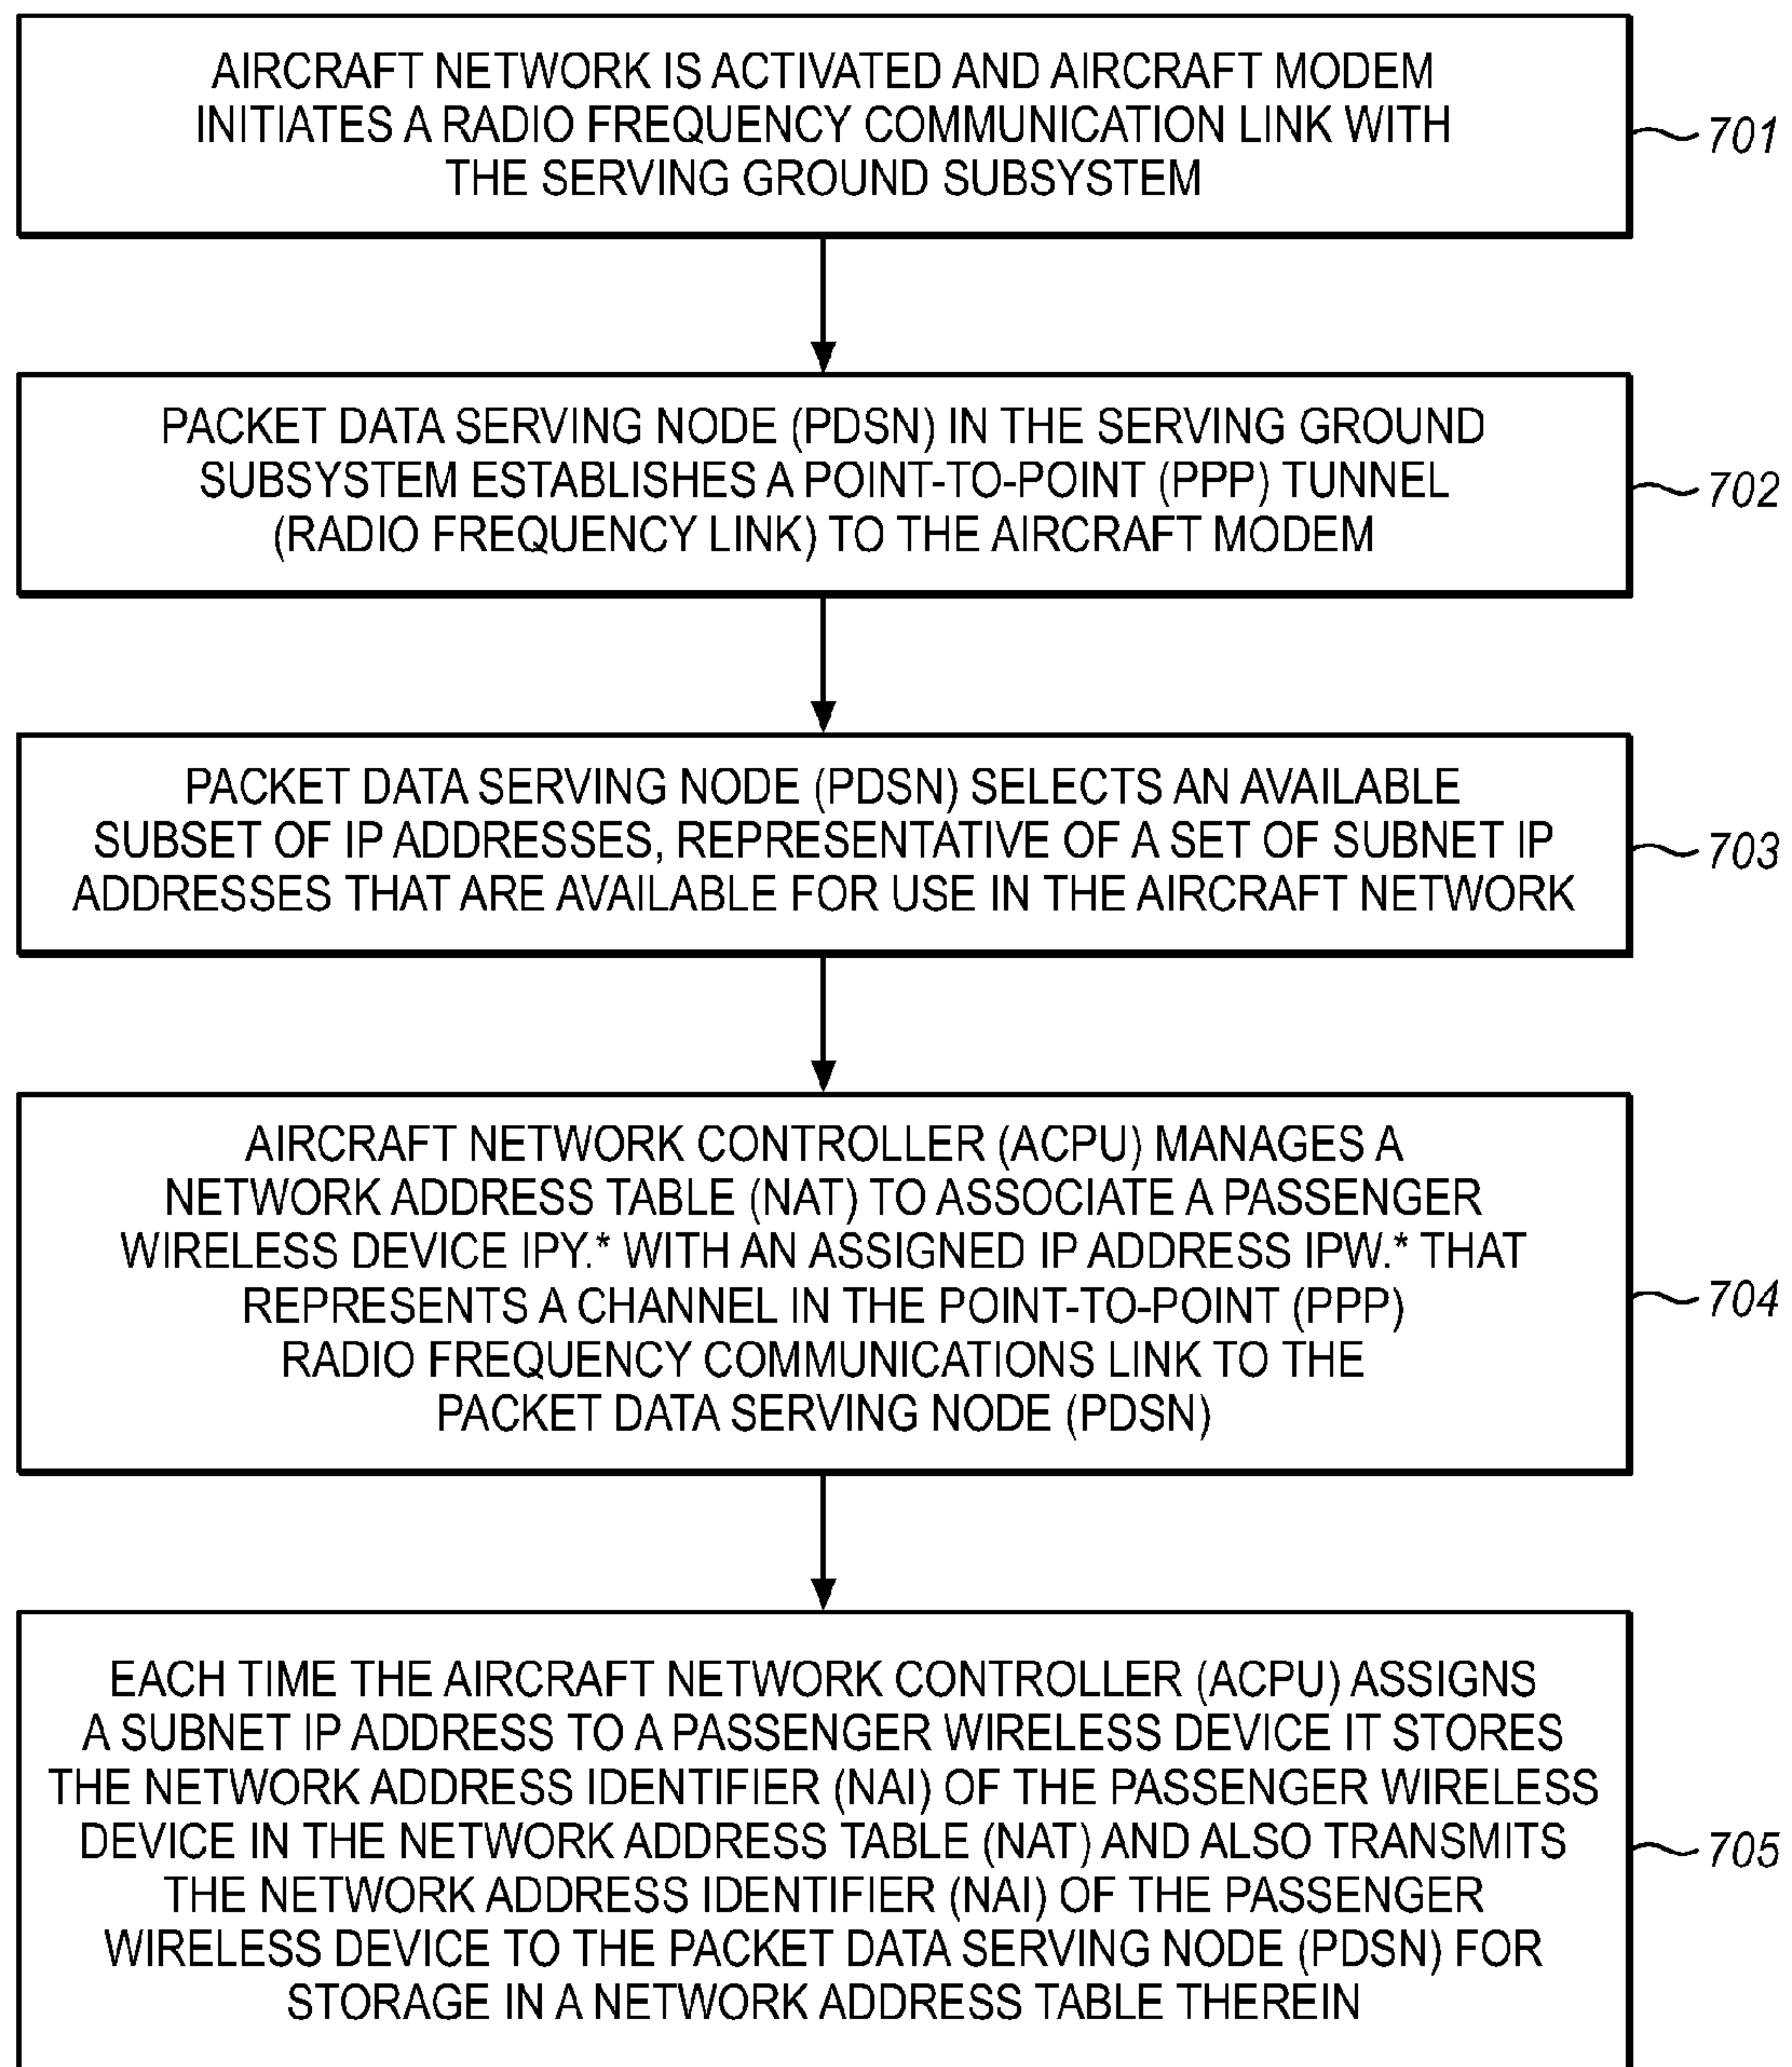 AIRCRAFT NETWORK IS ACTIVATED AND AIRCRAFT MODEM
INITIATES A RADIO FREQUENCY COMMUNICATION LINK WITH
THE SERVING GROUND SUBSYSTEM
701
PACKET DATA SERVING NODE (PDSN) IN THE SERVING GROUND
SUBSYSTEM ESTABLISHES A POINT-TO-POINT (PPP) TUNNEL
(RADIO FREQUENCY LINK) TO THE AIRCRAFT MODEM
702
PACKET DATA SERVING NODE (PDSN) SELECTS AN AVAILABLE
SUBSET OF IP ADDRESSES, REPRESENTATIVE OF A SET OF SUBNET IP
ADDRESSES THAT ARE AVAILABLE FOR USE IN THE AIRCRAFT NETWORK
703
AIRCRAFT NETWORK CONTROLLER (ACPU) MANAGES A
NETWORK ADDRESS TABLE (NAT) TO ASSOCIATE A PASSENGER
WIRELESS DEVICE IPY.* WITH AN ASSIGNED IP ADDRESS IPW.* THAT
REPRESENTS A CHANNEL IN THE POINT-TO-POINT (PPP)
RADIO FREQUENCY COMMUNICATIONS LINK TO THE
PACKET DATA SERVING NODE (PDSN)
704
EACH TIME THE AIRCRAFT NETWORK CONTROLLER (ACPU) ASSIGNS
A SUBNET IP ADDRESS TO A PASSENGER WIRELESS DEVICE IT STORES
THE NETWORK ADDRESS IDENTIFIER (NAI) OF THE PASSENGER WIRELESS
DEVICE IN THE NETWORK ADDRESS TABLE (NAT) AND ALSO TRANSMITS
THE NETWORK ADDRESS IDENTIFIER (NAI) OF THE PASSENGER
WIRELESS DEVICE TO THE PACKET DATA SERVING NODE (PDSN) FOR
STORAGE IN A NETWORK ADDRESS TABLE THEREIN
705